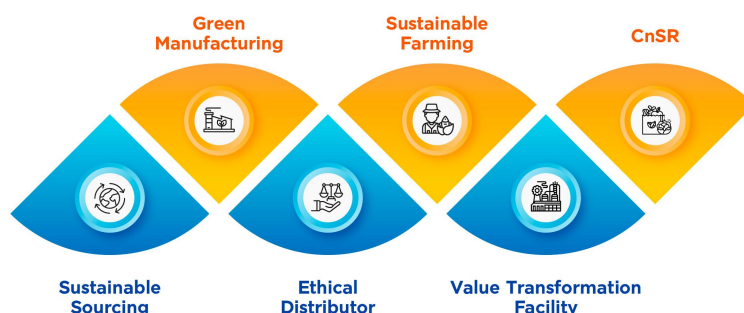 Green
Manufacturing
Sustainable
Farming
CnSR
Sustainable
Sourcing
Ethical
Distributor
Value Transformation
Facility